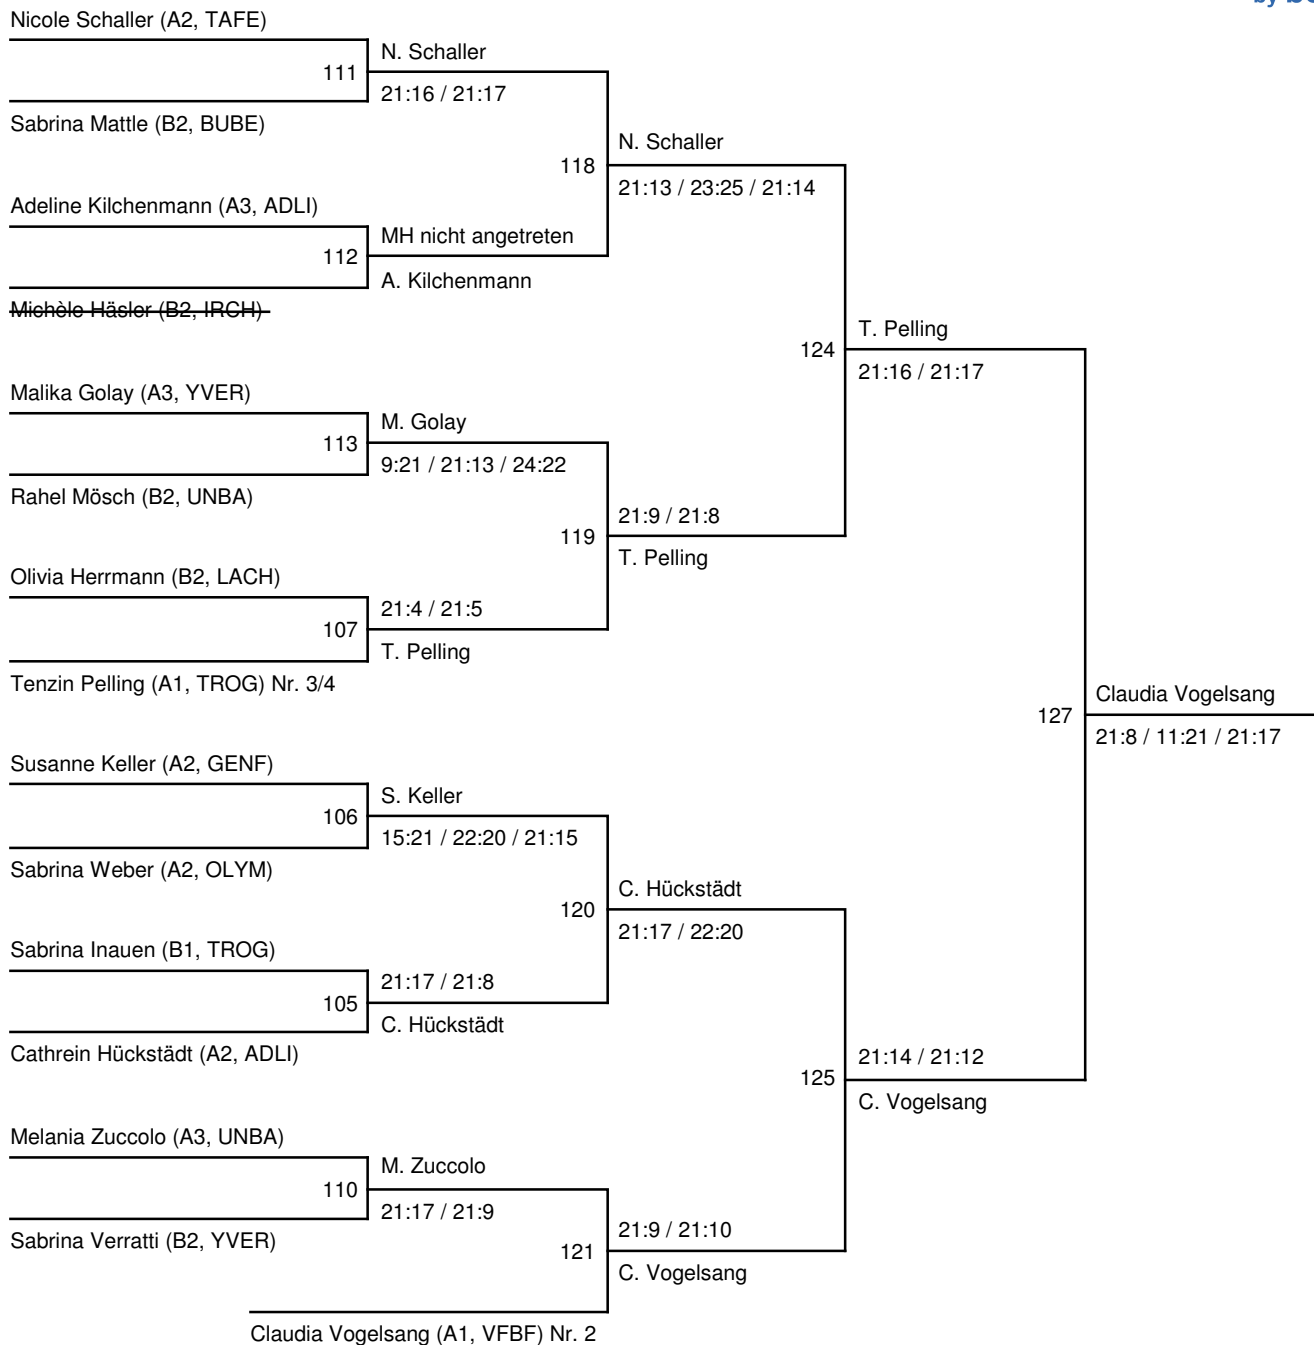 by
Nicole Schaller (A2, TAFE)
N. Schaller
111
21:16 / 21:17
Sabrina Mattle (B2, BUBE)
N. Schaller
118
21:13 / 23:25 / 21:14
Adeline Kilchenmann (A3, ADLI)
MH nicht angetreten
112
A. Kilchenmann
Michèle Häsler (B2, IRCH)
T. Pelling
124
21:16 / 21:17
Malika Golay (A3, YVER)
M. Golay
113
9:21 / 21:13 / 24:22
Rahel Mösch (B2, UNBA)
21:9 / 21:8
119
T. Pelling
Olivia Herrmann (B2, LACH)
21:4 / 21:5
107
T. Pelling
Tenzin Pelling (A1, TROG) Nr. 3/4
Claudia Vogelsang
127
21:8 / 11:21 / 21:17
Susanne Keller (A2, GENF)
S. Keller
106
15:21 / 22:20 / 21:15
Sabrina Weber (A2, OLYM)
C. Hückstädt
120
21:17 / 22:20
Sabrina Inauen (B1, TROG)
21:17 / 21:8
105
C. Hückstädt
Cathrein Hückstädt (A2, ADLI)
21:14 / 21:12
125
C. Vogelsang
Melania Zuccolo (A3, UNBA)
M. Zuccolo
110
21:17 / 21:9
Sabrina Verratti (B2, YVER)
21:9 / 21:10
121
C. Vogelsang
Claudia Vogelsang (A1, VFBF) Nr. 2